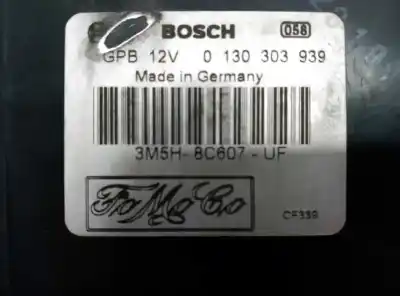 BOSCH 058
GPB 12V 0 130 303 939
Made in Germany
3M5H-8C607-UF
FoMoCo
CF339